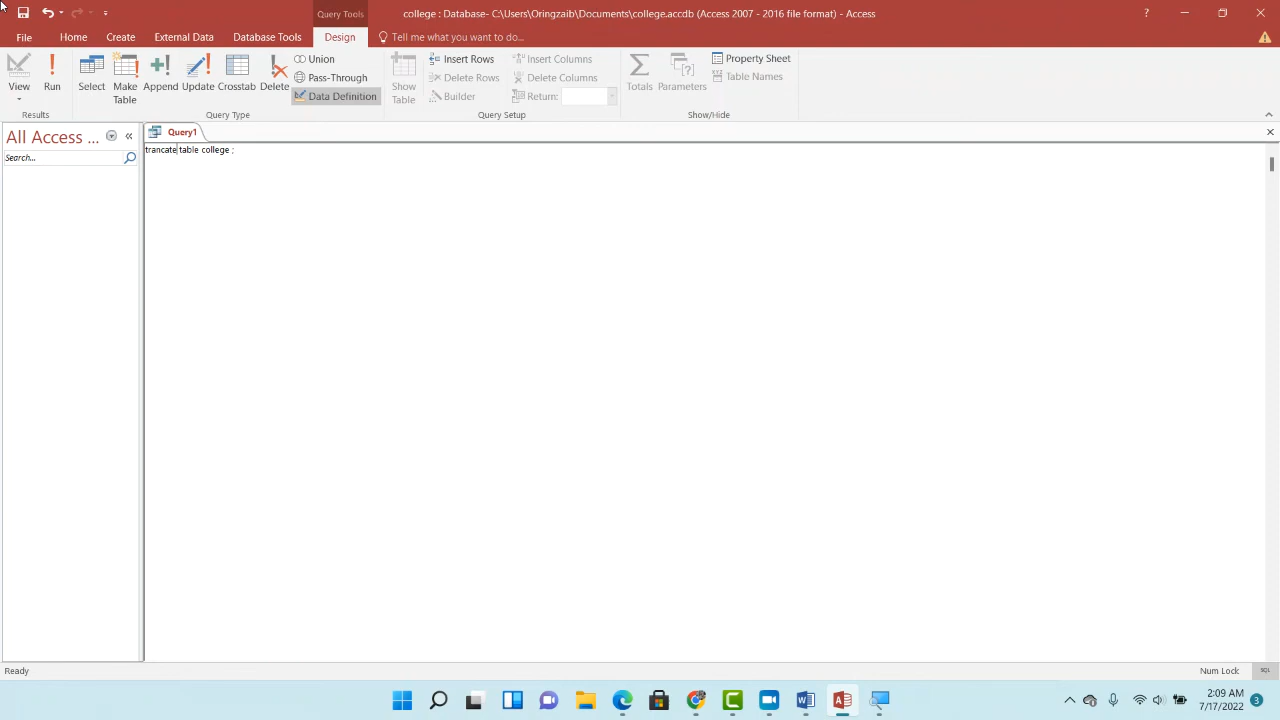 Query Tools
college : Database- C:\Users\Oringzaib\Documents\college.accdb (Access 2007 - 2016 file format) - Access
?
File Home Create External Data Database Tools Design Tell me what you want to do...
View
Run
Results
Select
Make Table
Append
Update
Crosstab
Delete
Union
Pass-Through
Data Definition
Query Type
Show Table
Insert Rows
Delete Rows
Builder
Insert Columns
Delete Columns
Return:
Query Setup
Totals
Parameters
Property Sheet
Table Names
Show/Hide
All Access ...
Search...
Query1
trancate table college ;
Ready
Num Lock
SQL
2:09 AM
7/17/2022
3